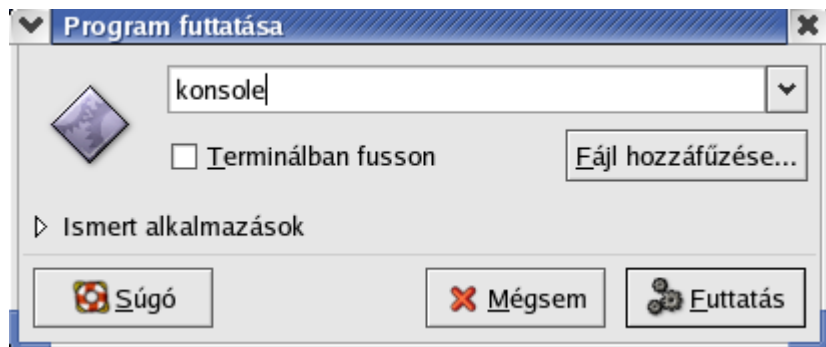 Program futtatása
konsole
Terminálban fusson
Fájl hozzáfűzése...
Ismert alkalmazások
Súgó
Mégsem
Futtatás